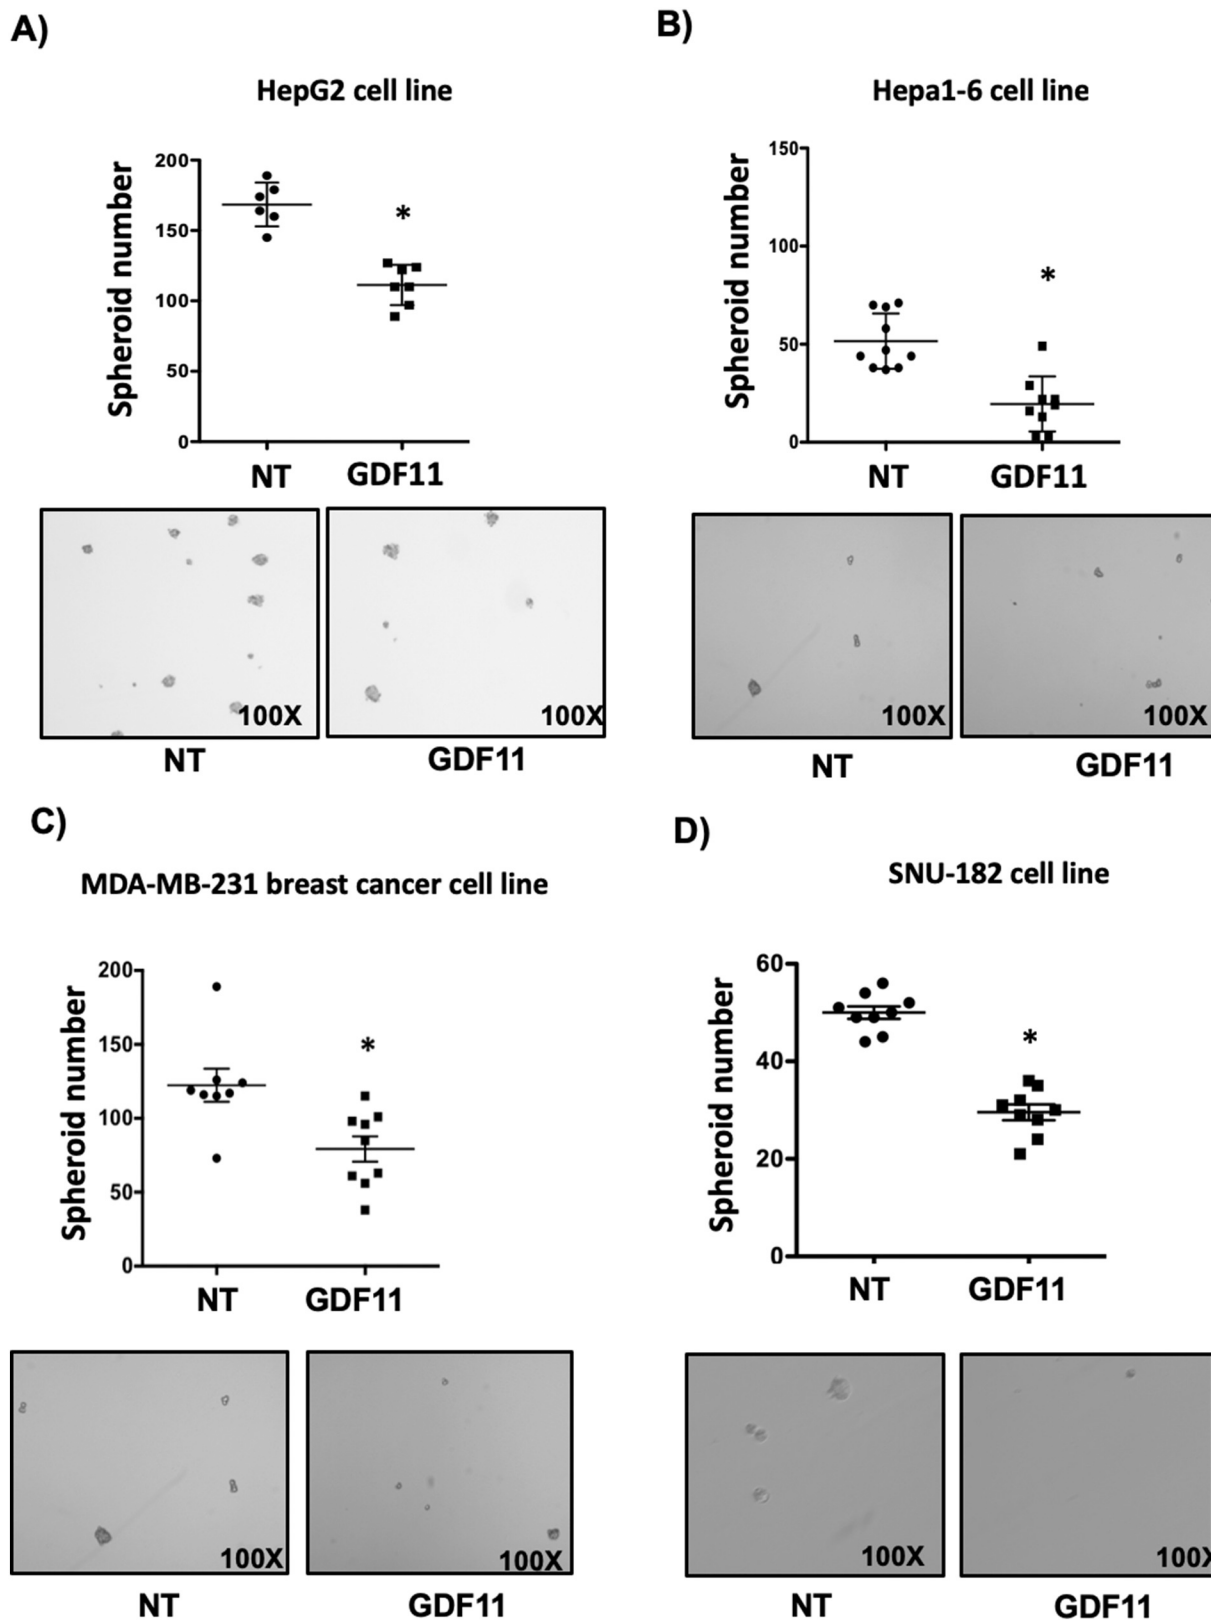 A)
HepG2 cell line
Spheroid number
200
150
100
50
0
*
NT
GDF11
100X
100X
NT
GDF11
B)
Hepa1-6 cell line
Spheroid number
150
100
50
0
*
NT
GDF11
100X
100X
NT
GDF11
C)
MDA-MB-231 breast cancer cell line
Spheroid number
200
150
100
50
0
*
NT
GDF11
100X
100X
NT
GDF11
D)
SNU-182 cell line
Spheroid number
60
40
20
0
*
NT
GDF11
100X
100X
NT
GDF11